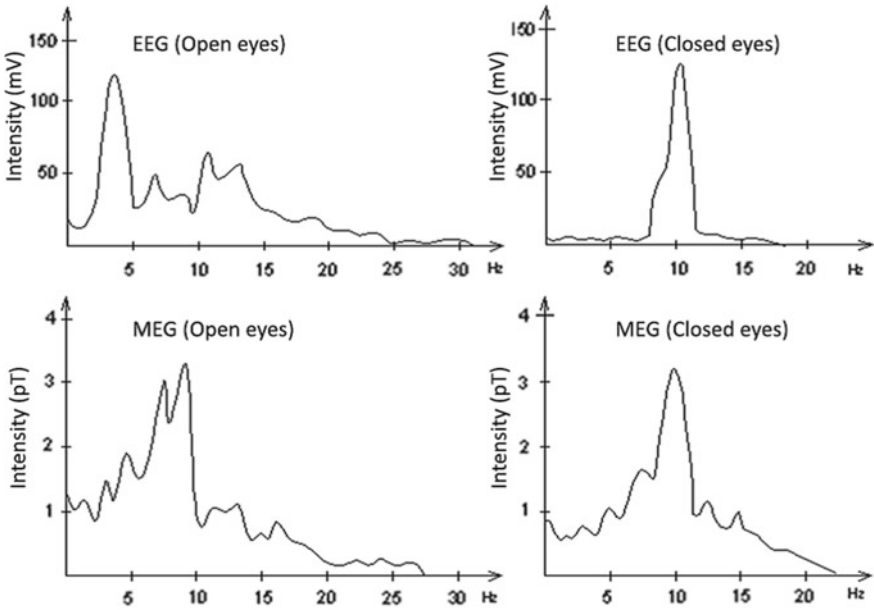 EEG (Open eyes)
Intensity (mV)
150
100
50
5 10 15 20 25 30 Hz
EEG (Closed eyes)
Intensity (mV)
150
100
50
5 10 15 20 Hz
MEG (Open eyes)
Intensity (pT)
4
3
2
1
5 10 15 20 25 30 Hz
MEG (Closed eyes)
Intensity (pT)
4
3
2
1
5 10 15 20 Hz